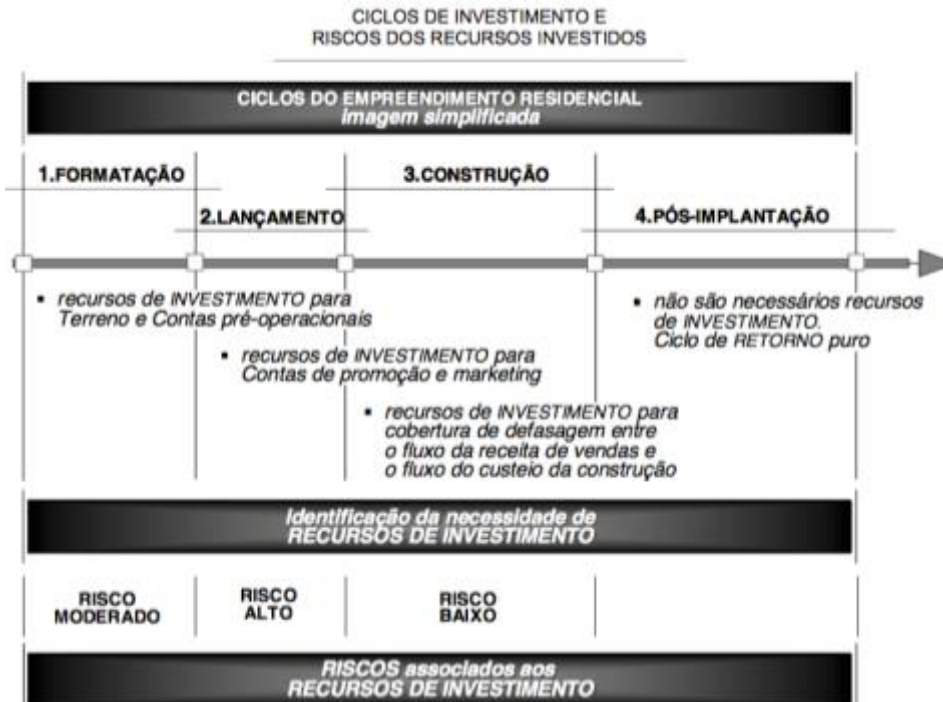 CICLOS DE INVESTIMENTO E
RISCOS DOS RECURSOS INVESTIDOS
CICLOS DO EMPREENDIMENTO RESIDENCIAL
imagem simplificada
1.FORMATAÇÃO
2.LANÇAMENTO
3.CONSTRUÇÃO
4.PÓS-IMPLANTAÇÃO
▪ recursos de INVESTIMENTO para
Terreno e Contas pré-operacionais
▪ recursos de INVESTIMENTO para
Contas de promoção e marketing
▪ recursos de INVESTIMENTO para
cobertura de defasagem entre
o fluxo da receita de vendas e
o fluxo do custeio da construção
▪ não são necessários recursos
de INVESTIMENTO.
Ciclo de RETORNO puro
identificação da necessidade de
RECURSOS DE INVESTIMENTO
RISCO
MODERADO
RISCO
ALTO
RISCO
BAIXO
RISCOS associados aos
RECURSOS DE INVESTIMENTO